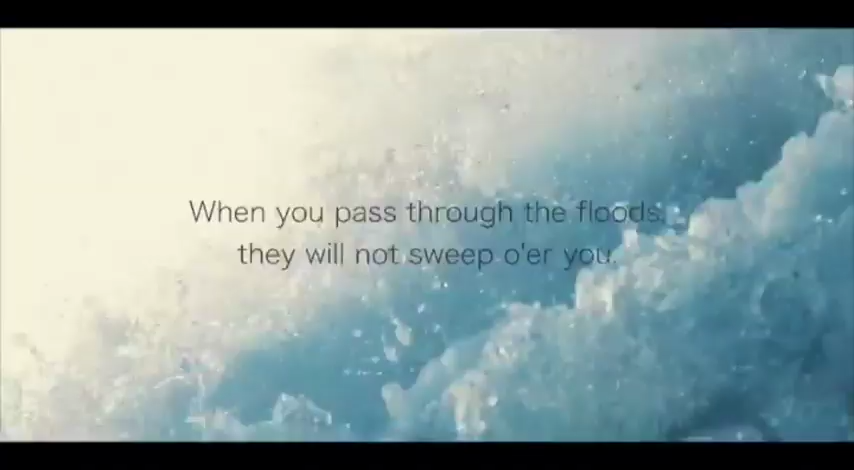 When you pass through the floods,
they will not sweep o'er you.